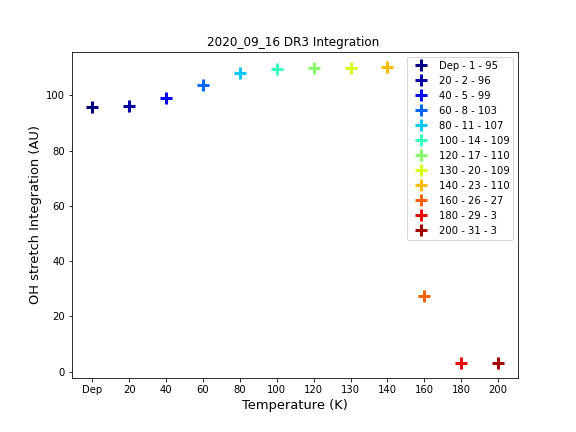 2020_09_16 DR3 Integration
OH stretch Integration (AU)
100
80
60
40
20
0
Dep - 1 - 95
20 - 2 - 96
40 - 5 - 99
60 - 8 - 103
80 - 11 - 107
100 - 14 - 109
120 - 17 - 110
130 - 20 - 109
140 - 23 - 110
160 - 26 - 27
180 - 29 - 3
200 - 31 - 3
Dep 20 40 60 80 100 120 130 140 160 180 200
Temperature (K)